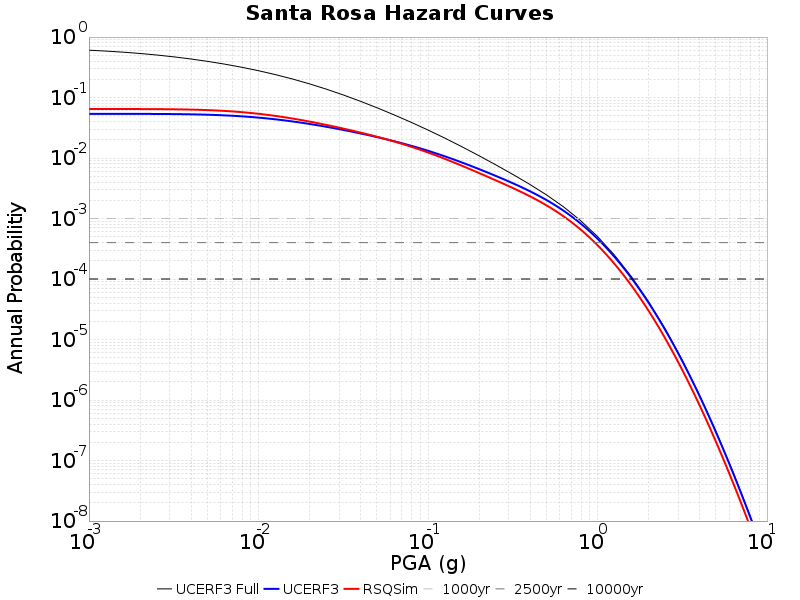 Santa Rosa Hazard Curves
10^0
10^-1
10^-2
10^-3
10^-4
10^-5
10^-6
10^-7
10^-8
Annual Probabilitiy
10^-3 10^-2 10^-1 10^0 10^1
PGA (g)
UCERF3 Full UCERF3 RSQSim 1000yr 2500yr 10000yr